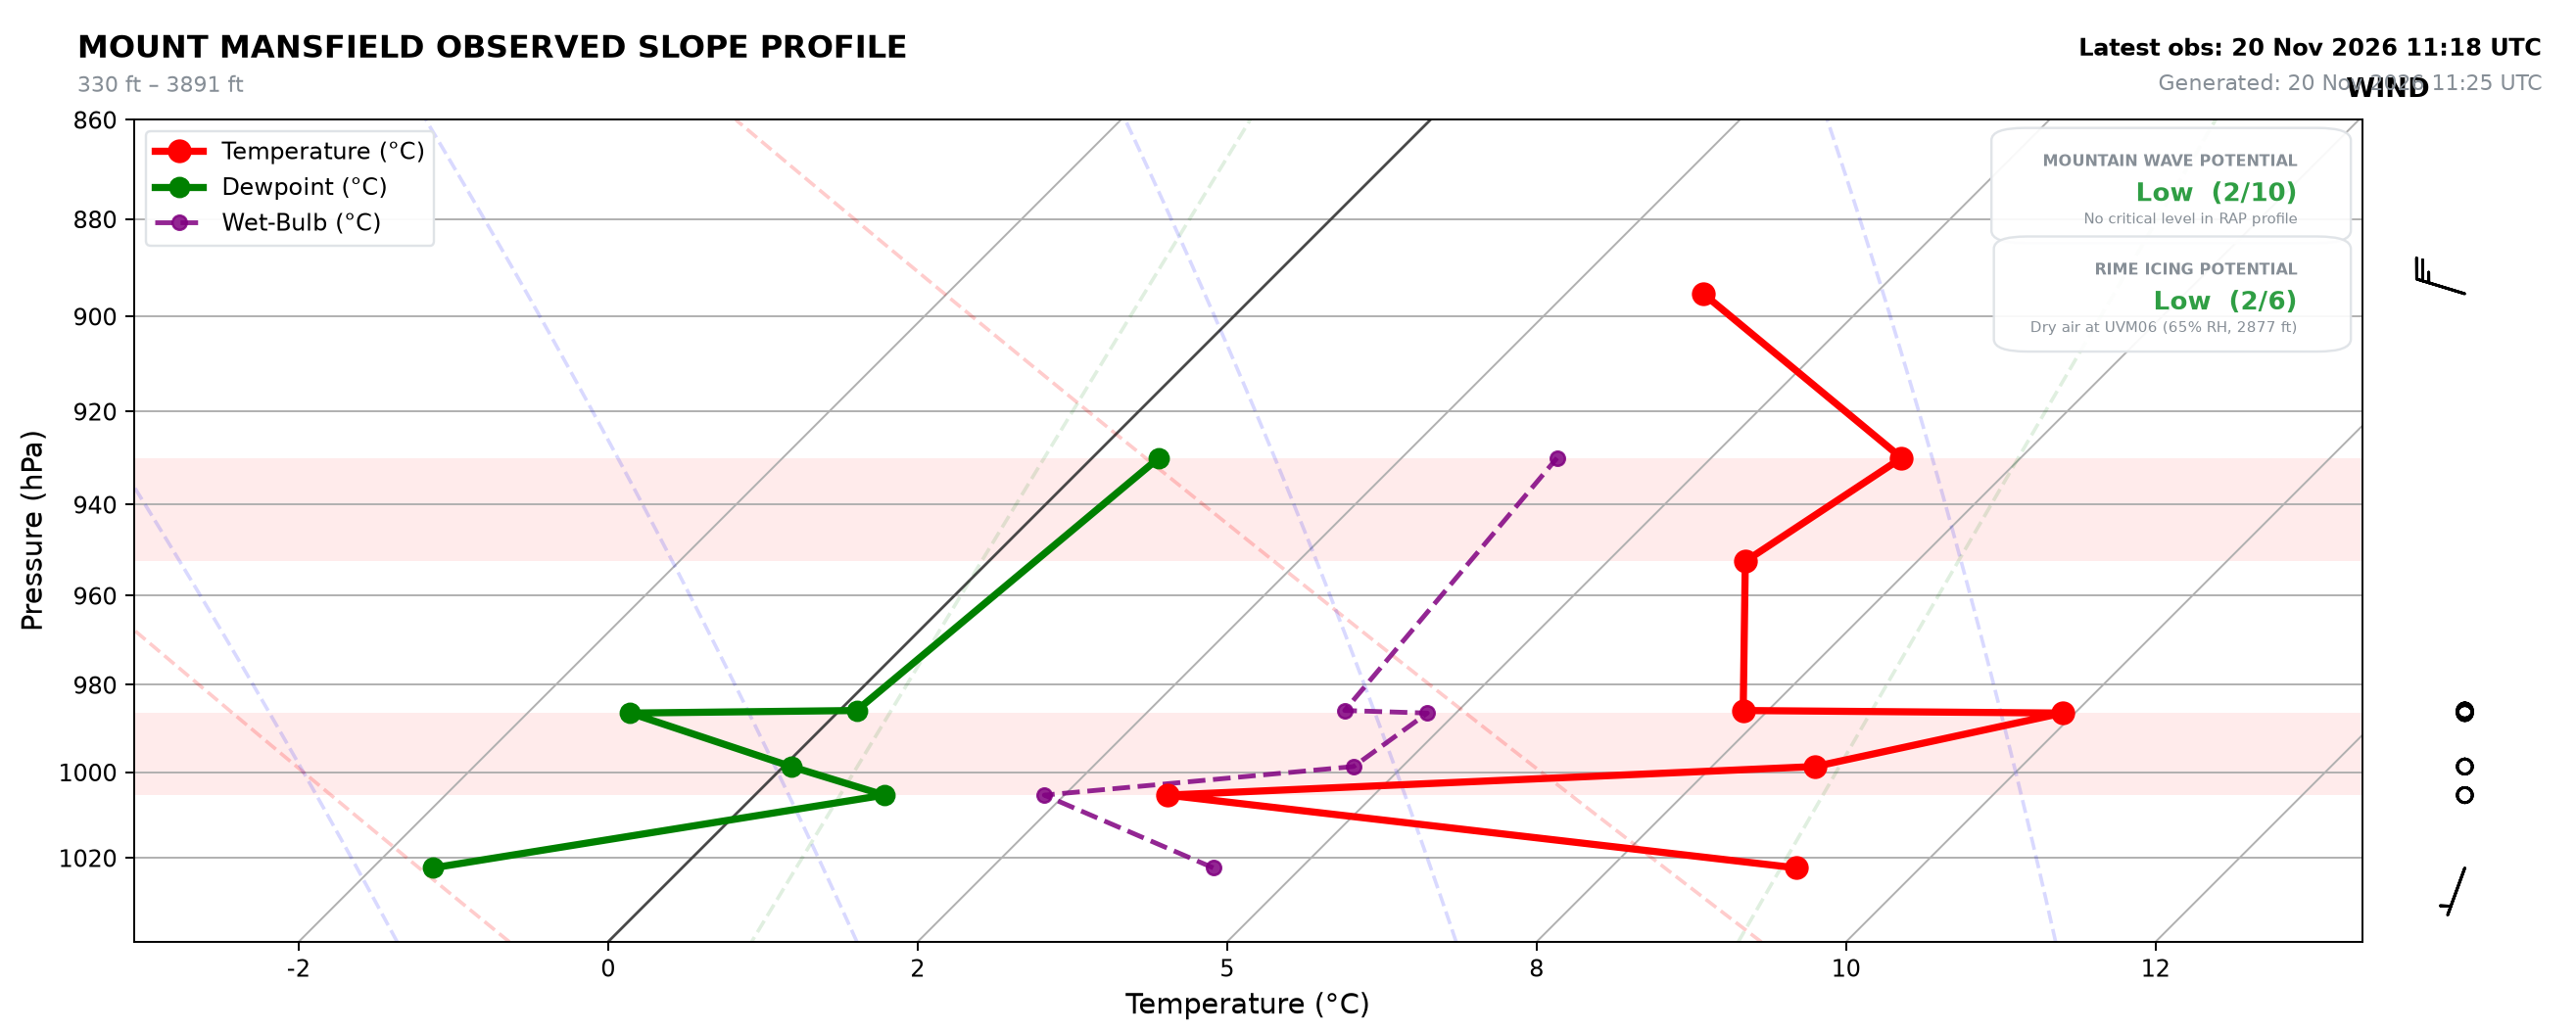 MOUNT MANSFIELD OBSERVED SLOPE PROFILE
330 ft – 3891 ft
Latest obs: 20 Nov 2026 11:18 UTC
Generated: 20 Nov 2026 11:25 UTC
WIND
Temperature (°C)
Dewpoint (°C)
Wet-Bulb (°C)
MOUNTAIN WAVE POTENTIAL
Low (2/10)
No critical level in RAP profile
RIME ICING POTENTIAL
Low (2/6)
Dry air at UVM06 (65% RH, 2877 ft)
Pressure (hPa)
860
880
900
920
940
960
980
1000
1020
-2 0 2 5 8 10 12
Temperature (°C)